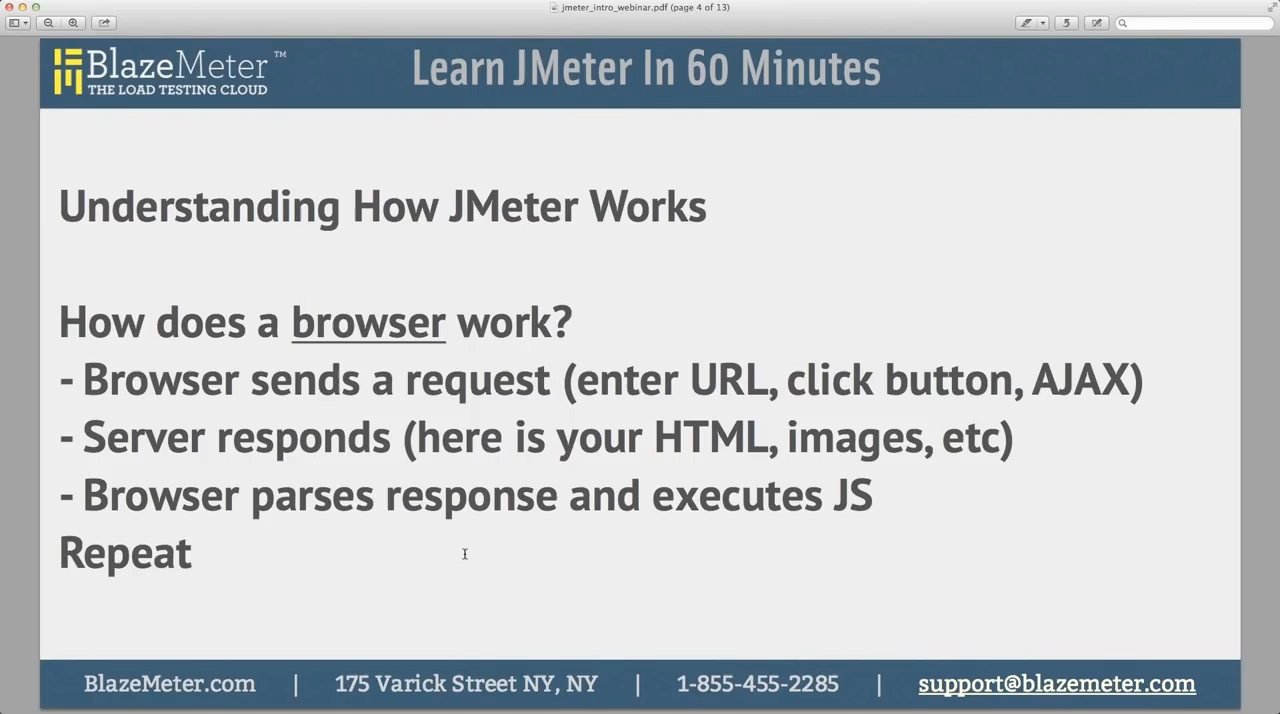 jmeter_intro_webinar.pdf (page 4 of 13)
BlazeMeter™
THE LOAD TESTING CLOUD
Learn JMeter In 60 Minutes
Understanding How JMeter Works
How does a browser work?
- Browser sends a request (enter URL, click button, AJAX)
- Server responds (here is your HTML, images, etc)
- Browser parses response and executes JS
Repeat
BlazeMeter.com | 175 Varick Street NY, NY | 1-855-455-2285 | support@blazemeter.com